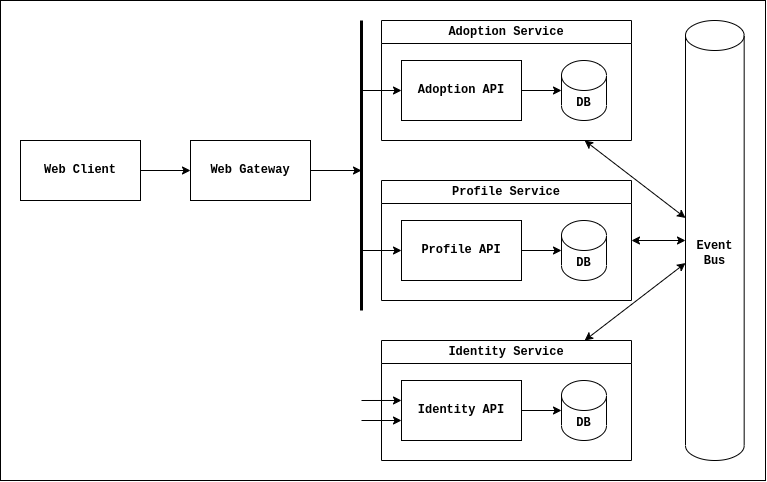 Adoption Service
Adoption API
DB
Web Client
Web Gateway
Profile Service
Profile API
DB
Event
Bus
Identity Service
Identity API
DB